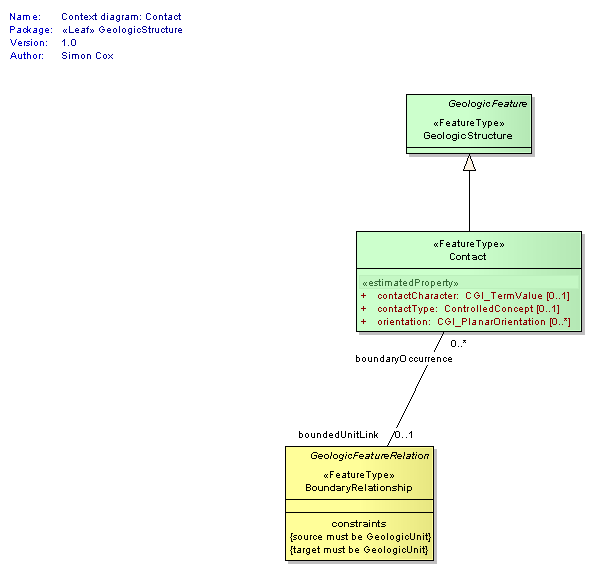 Name: Context diagram: Contact
Package: «Leaf» GeologicStructure
Version: 1.0
Author: Simon Cox
GeologicFeature
«FeatureType»
GeologicStructure
«FeatureType»
Contact
«estimatedProperty»
+ contactCharacter: CGI_TermValue [0..1]
+ contactType: ControlledConcept [0..1]
+ orientation: CGI_PlanarOrientation [0..*]
0..*
boundaryOccurrence
boundedUnitLink 0..1
GeologicFeatureRelation
«FeatureType»
BoundaryRelationship
constraints
{source must be GeologicUnit}
{target must be GeologicUnit}